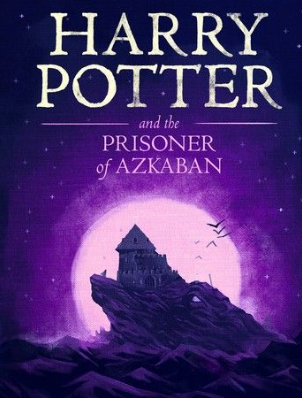 HARRY
POTTER
and the
PRISONER
of AZKABAN